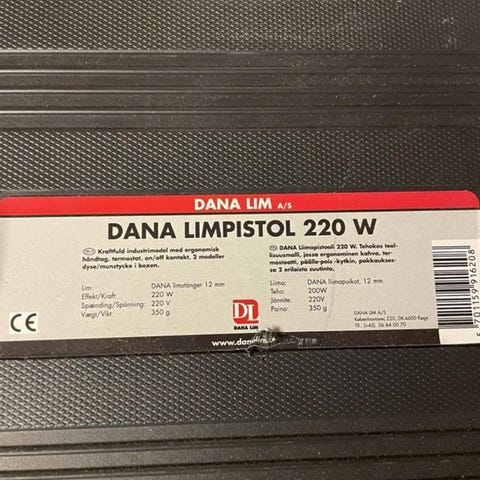 DANA LIM A/S
DANA LIMPISTOL 220 W
Kraftfuld industrimodel med ergonomisk
håndtag, termostat, on/off kontakt. 2 modeller
dyse/munstycke i boxen.
Lim: DANA limstänger 12 mm
Effekt/Kraft: 220 W
Spænding/Spänning: 220 V
Vægt/Vikt: 350 g
DANA Liimapistooli 220 W. Tehokas teol-
lisuusmalli, jossa ergonominen kahva, ter-
mostaatti, päälle-pois -kytkin, pakkaukses-
sa 2 erilaista suutinta.
Liima: DANA liimapuikot, 12 mm
Teho: 200W
Jännite: 220V
Paino: 350 g
CE
DL
DANA LIM
DANA LIM A/S
Københavnsvej 220, DK-4600 Køge
Tlf.: (+45) 56 64 00 70
www.danalim.
5 701159 916208